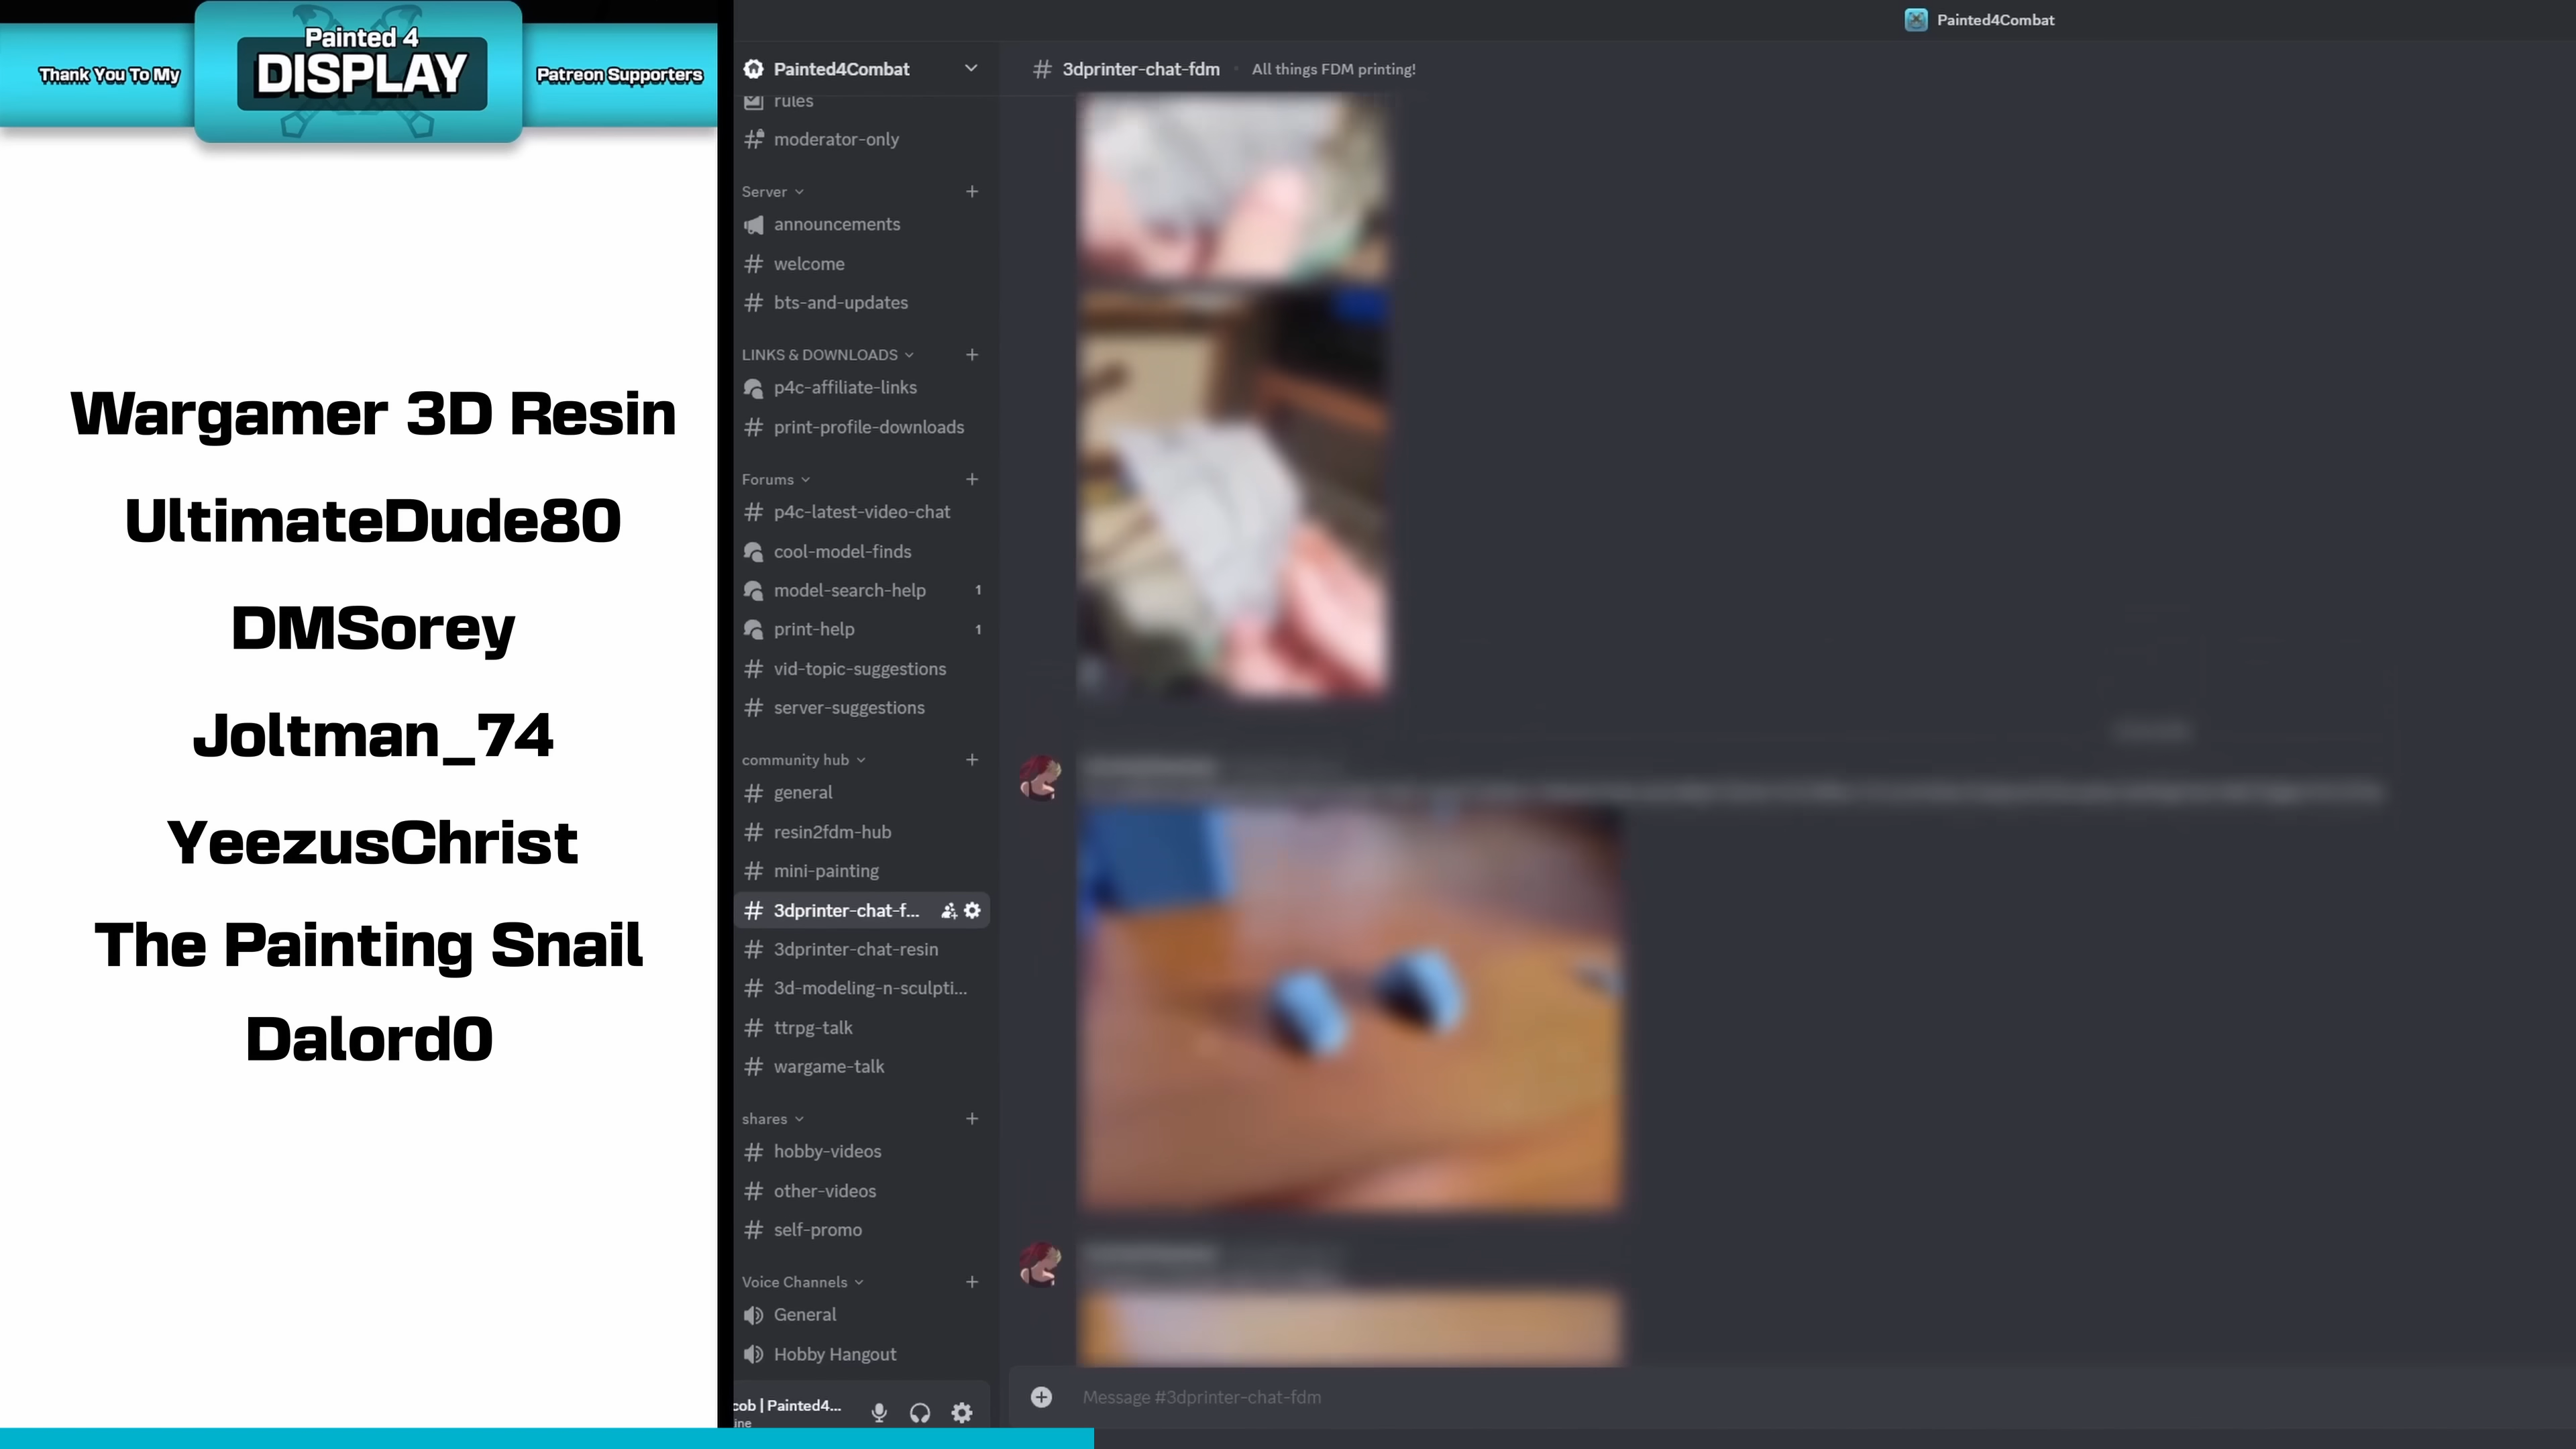 Thank You To My
Painted 4
DISPLAY
Patreon Supporters
Wargamer 3D Resin
UltimateDude80
DMSorey
Joltman_74
YeezusChrist
The Painting Snail
Dalord0
Painted4Combat
Painted4Combat
rules
moderator-only
Server
announcements
welcome
bts-and-updates
LINKS & DOWNLOADS
p4c-affiliate-links
print-profile-downloads
Forums
p4c-latest-video-chat
cool-model-finds
model-search-help 1
print-help 1
vid-topic-suggestions
server-suggestions
community hub
general
resin2fdm-hub
mini-painting
3dprinter-chat-f...
3dprinter-chat-resin
3d-modeling-n-sculpti...
ttrpg-talk
wargame-talk
shares
hobby-videos
other-videos
self-promo
Voice Channels
General
Hobby Hangout
cob | Painted4...
ine
3dprinter-chat-fdm All things FDM printing!
Message #3dprinter-chat-fdm